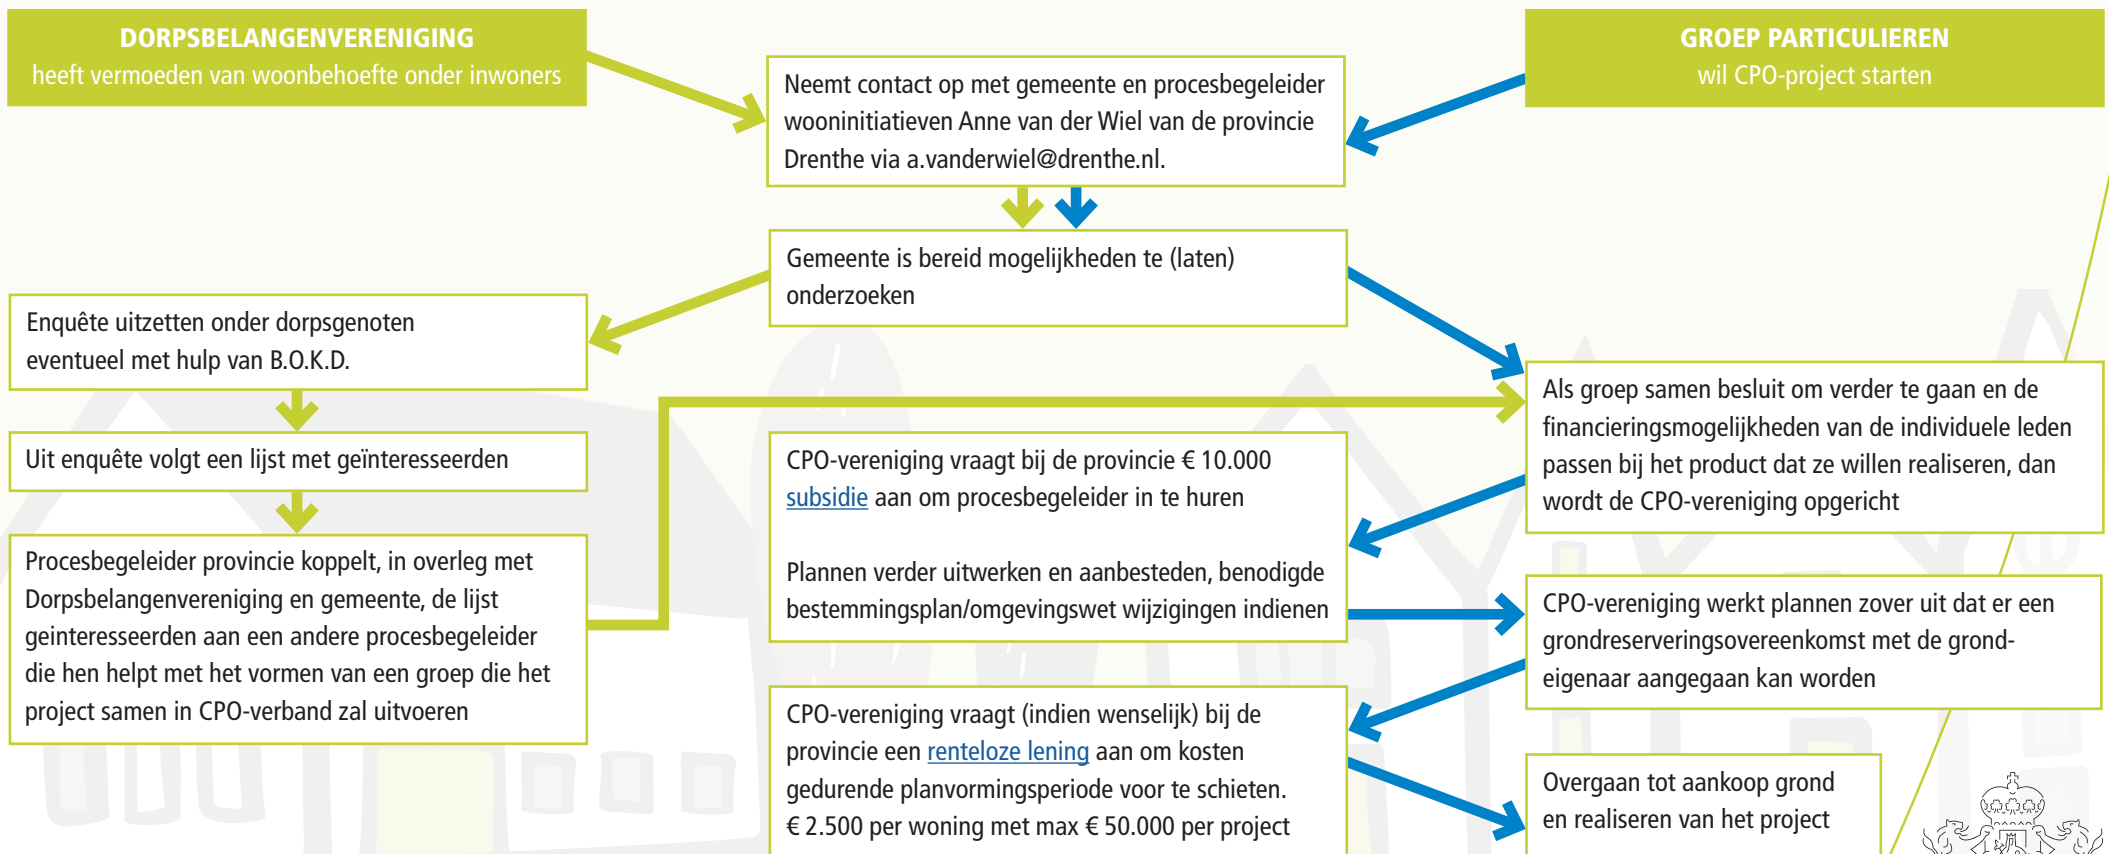 DORPSBELANGENVERENIGING
heeft vermoeden van woonbehoefte onder inwoners
GROEP PARTICULIEREN
wil CPO-project starten
Neemt contact op met gemeente en procesbegeleider
wooninitiatieven Anne van der Wiel van de provincie
Drenthe via a.vanderwiel@drenthe.nl.
Gemeente is bereid mogelijkheden te (laten)
onderzoeken
Enquête uitzetten onder dorpsgenoten
eventueel met hulp van B.O.K.D.
Uit enquête volgt een lijst met geïnteresseerden
Procesbegeleider provincie koppelt, in overleg met
Dorpsbelangenvereniging en gemeente, de lijst
geinteresseerden aan een andere procesbegeleider
die hen helpt met het vormen van een groep die het
project samen in CPO-verband zal uitvoeren
Als groep samen besluit om verder te gaan en de
financieringsmogelijkheden van de individuele leden
passen bij het product dat ze willen realiseren, dan
wordt de CPO-vereniging opgericht
CPO-vereniging vraagt bij de provincie € 10.000
subsidie aan om procesbegeleider in te huren
Plannen verder uitwerken en aanbesteden, benodigde
bestemmingsplan/omgevingswet wijzigingen indienen
CPO-vereniging werkt plannen zover uit dat er een
grondreserveringsovereenkomst met de grond-
eigenaar aangegaan kan worden
CPO-vereniging vraagt (indien wenselijk) bij de
provincie een renteloze lening aan om kosten
gedurende planvormingsperiode voor te schieten.
€ 2.500 per woning met max € 50.000 per project
Overgaan tot aankoop grond
en realiseren van het project